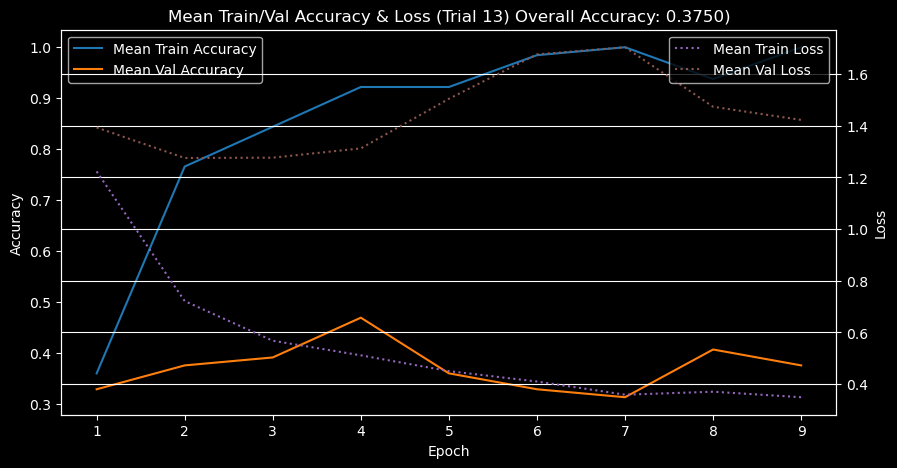 Mean Train/Val Accuracy & Loss (Trial 13) Overall Accuracy: 0.3750)
Mean Train Accuracy
Mean Val Accuracy
Mean Train Loss
Mean Val Loss
1.0
0.9
0.8
0.7
0.6
0.5
0.4
0.3
Accuracy
1.6
1.4
1.2
1.0
0.8
0.6
0.4
Loss
1 2 3 4 5 6 7 8 9
Epoch